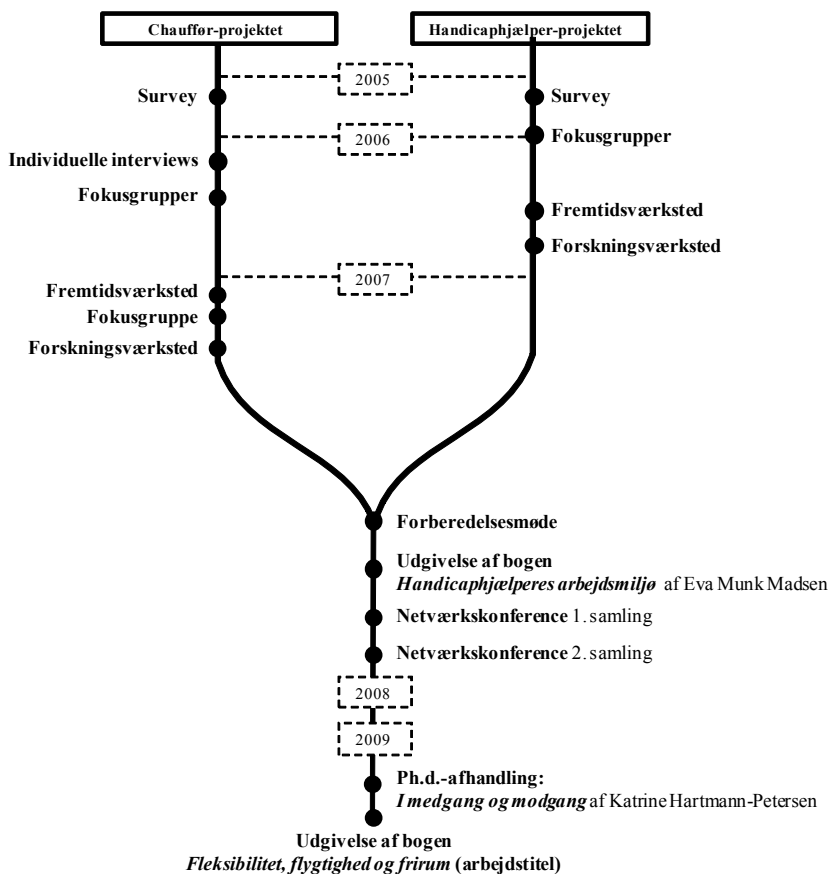 Chauffør-projektet
Handicaphjælper-projektet
2005
Survey
Survey
2006
Fokusgrupper
Individuelle interviews
Fokusgrupper
Fremtidsværksted
Forskningsværksted
2007
Fremtidsværksted
Fokusgruppe
Forskningsværksted
Forberedelsesmøde
Udgivelse af bogen
Handicaphjælperes arbejdsmiljø af Eva Munk Madsen
Netværkskonference 1. samling
Netværkskonference 2. samling
2008
2009
Ph.d.-afhandling:
I medgang og modgang af Katrine Hartmann-Petersen
Udgivelse af bogen
Fleksibilitet, flygtighed og frirum (arbejdstitel)